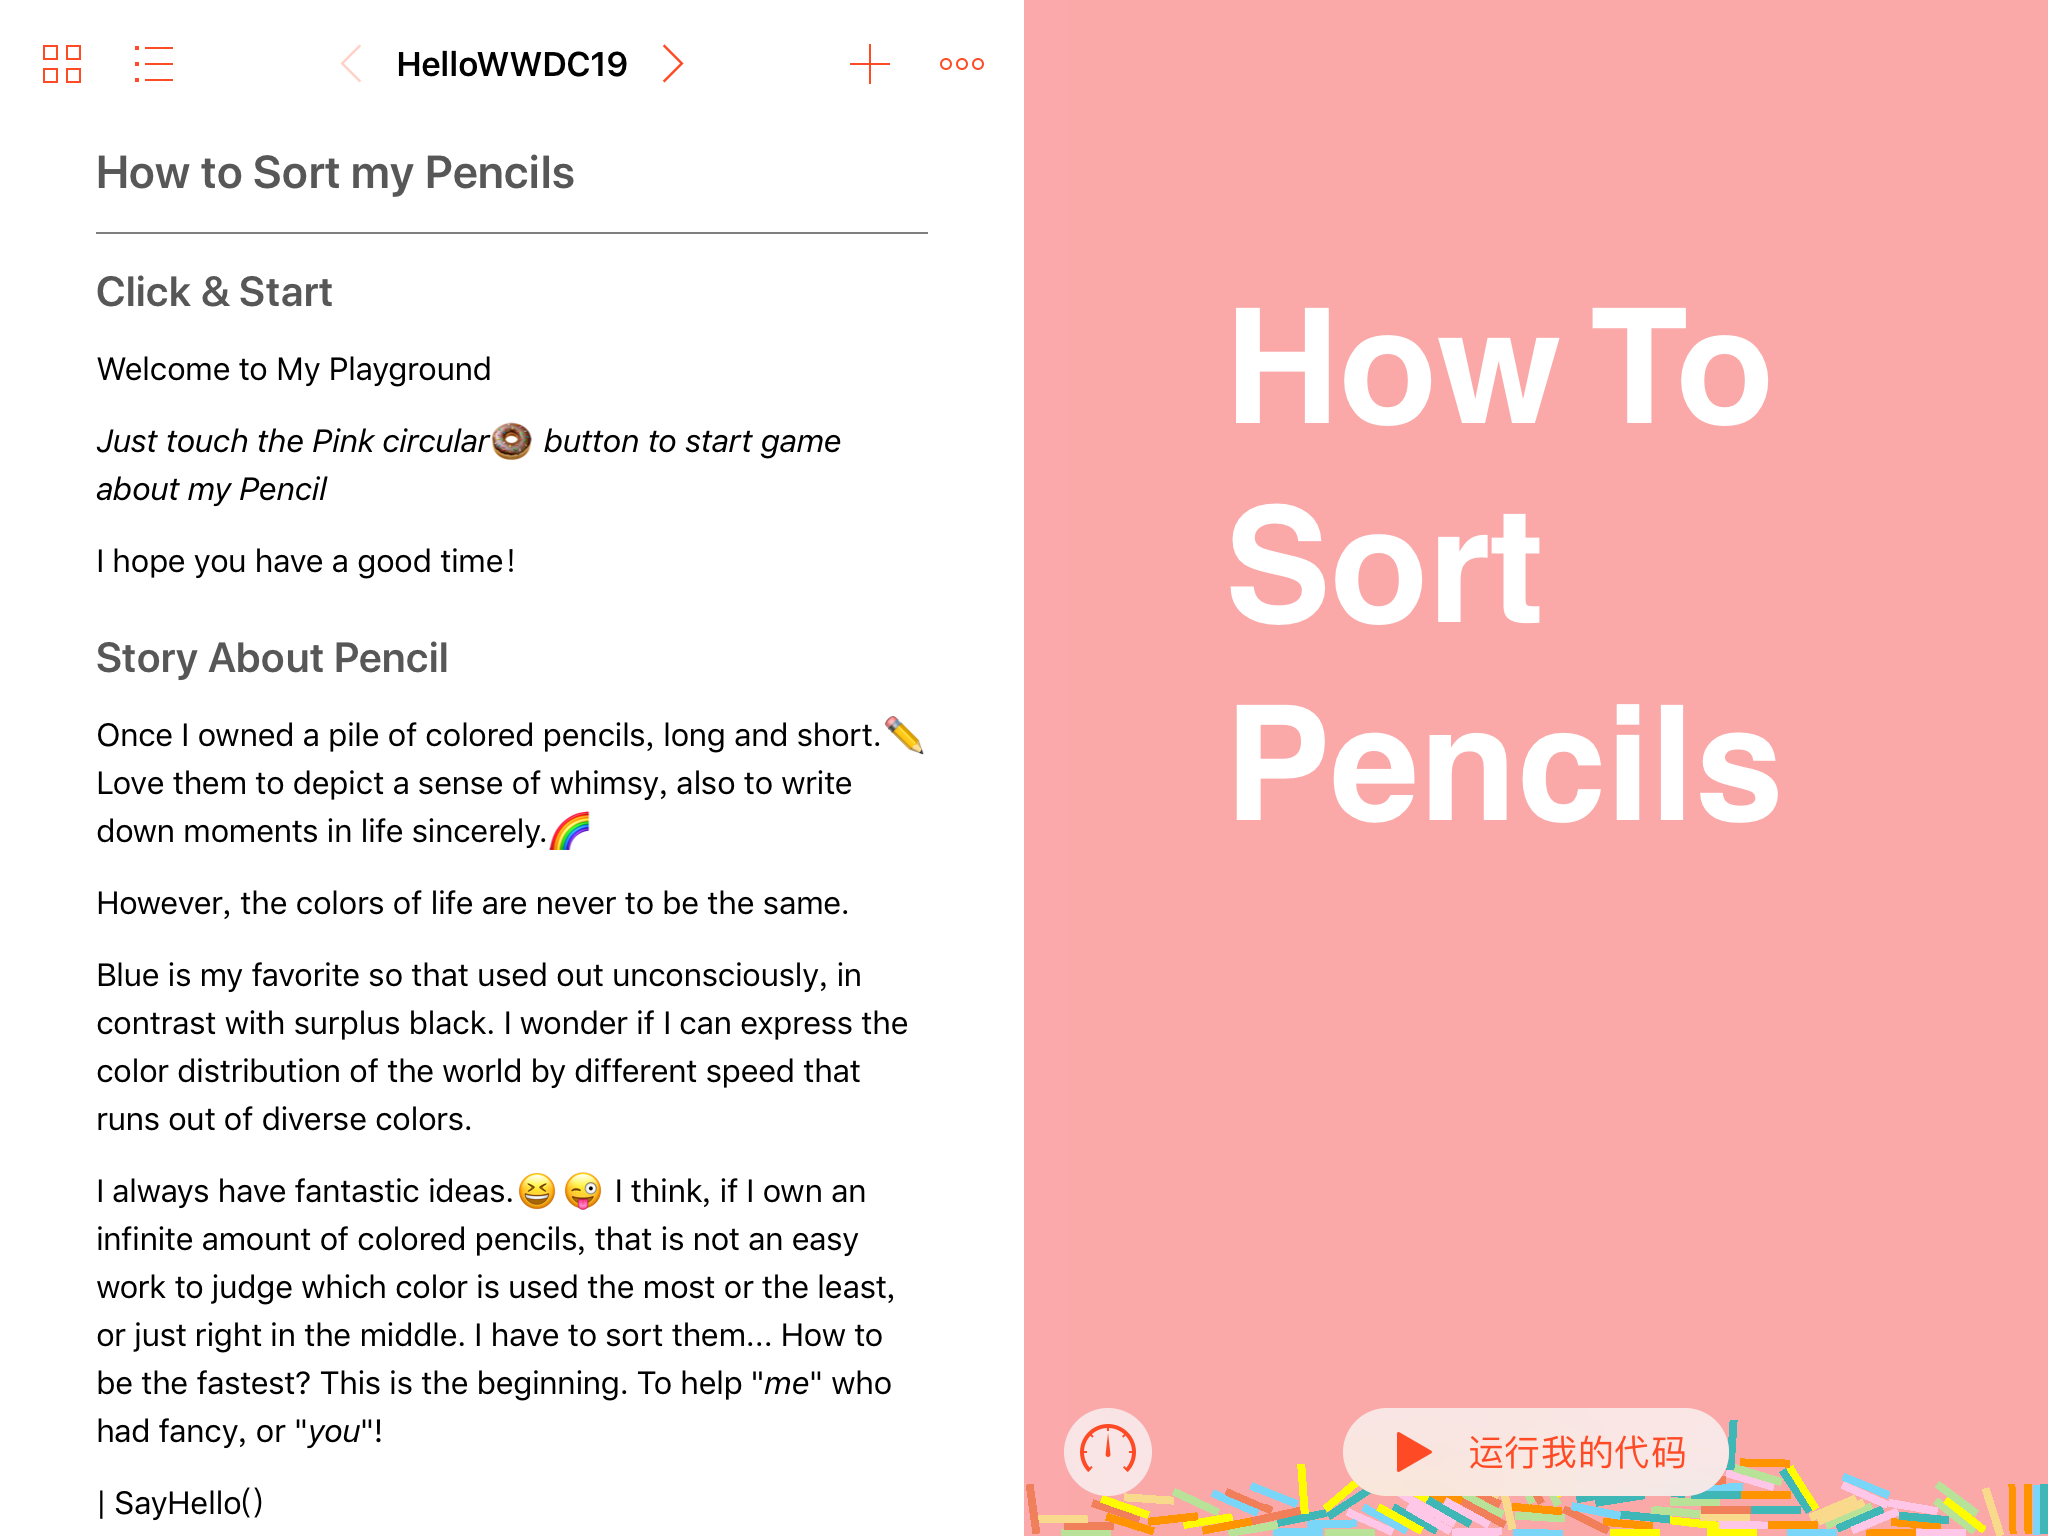 HelloWWDC19
How to Sort my Pencils
Click & Start
Welcome to My Playground
Just touch the Pink circular🍩 button to start game
about my Pencil
I hope you have a good time!
Story About Pencil
Once I owned a pile of colored pencils, long and short.✏️
Love them to depict a sense of whimsy, also to write
down moments in life sincerely.🌈
However, the colors of life are never to be the same.
Blue is my favorite so that used out unconsciously, in
contrast with surplus black. I wonder if I can express the
color distribution of the world by different speed that
runs out of diverse colors.
I always have fantastic ideas.😆😜 I think, if I own an
infinite amount of colored pencils, that is not an easy
work to judge which color is used the most or the least,
or just right in the middle. I have to sort them... How to
be the fastest? This is the beginning. To help "me" who
had fancy, or "you"!
| SayHello()
How To
Sort
Pencils
运行我的代码